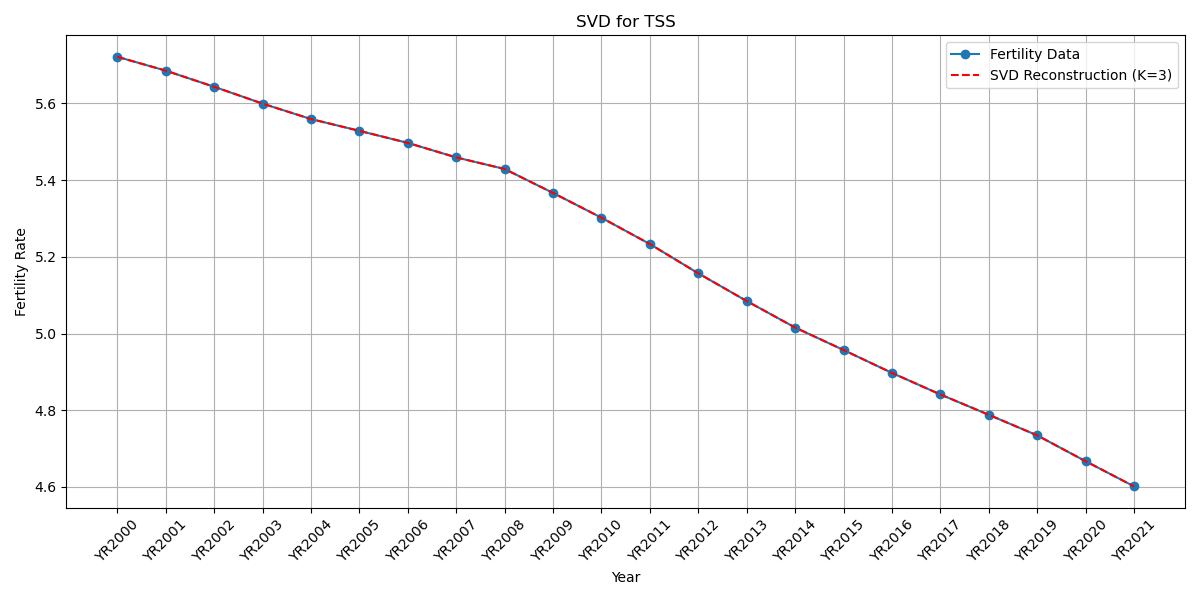 SVD for TSS
Fertility Data
SVD Reconstruction (K=3)
Fertility Rate
5.6
5.4
5.2
5.0
4.8
4.6
YR2000
YR2001
YR2002
YR2003
YR2004
YR2005
YR2006
YR2007
YR2008
YR2009
YR2010
YR2011
YR2012
YR2013
YR2014
YR2015
YR2016
YR2017
YR2018
YR2019
YR2020
YR2021
Year